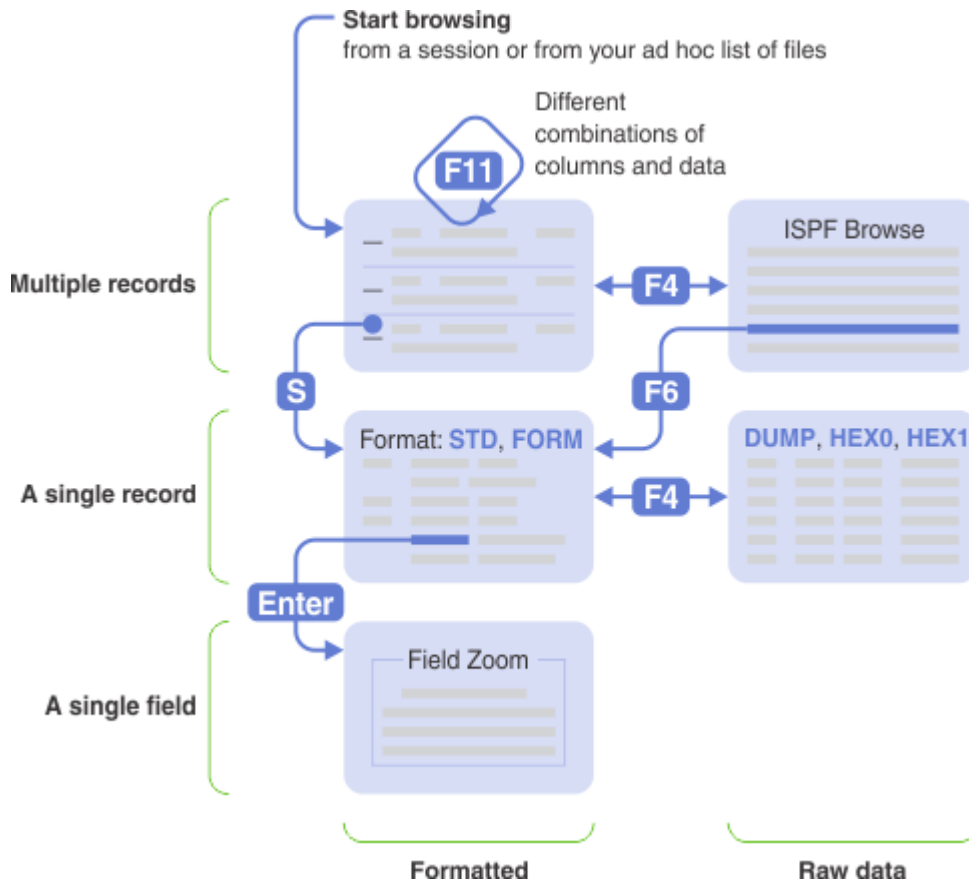 Start browsing
from a session or from your ad hoc list of files
Different
combinations of
columns and data
F11
ISPF Browse
Multiple records
F4
S
F6
Format: STD, FORM
DUMP, HEX0, HEX1
A single record
F4
Enter
Field Zoom
A single field
Formatted
Raw data